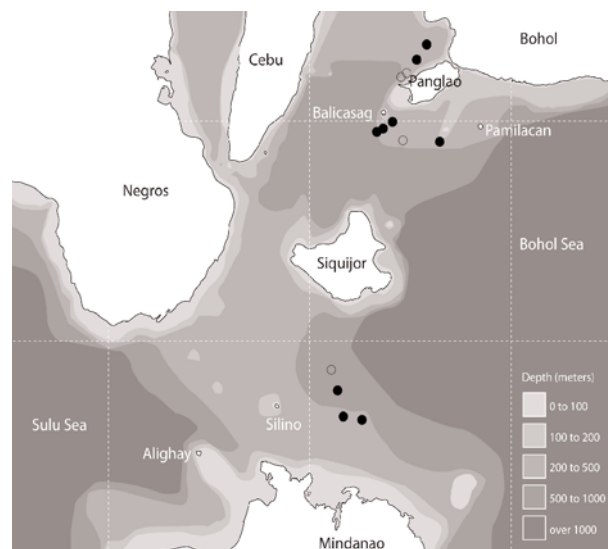 Bohol
Cebu
Panglao
Balicasag
Pamilacan
Negros
Bohol Sea
Siquijor
Depth (meters)
0 to 100
100 to 200
200 to 500
500 to 1000
over 1000
Sulu Sea
Silino
Alighay
Mindanao